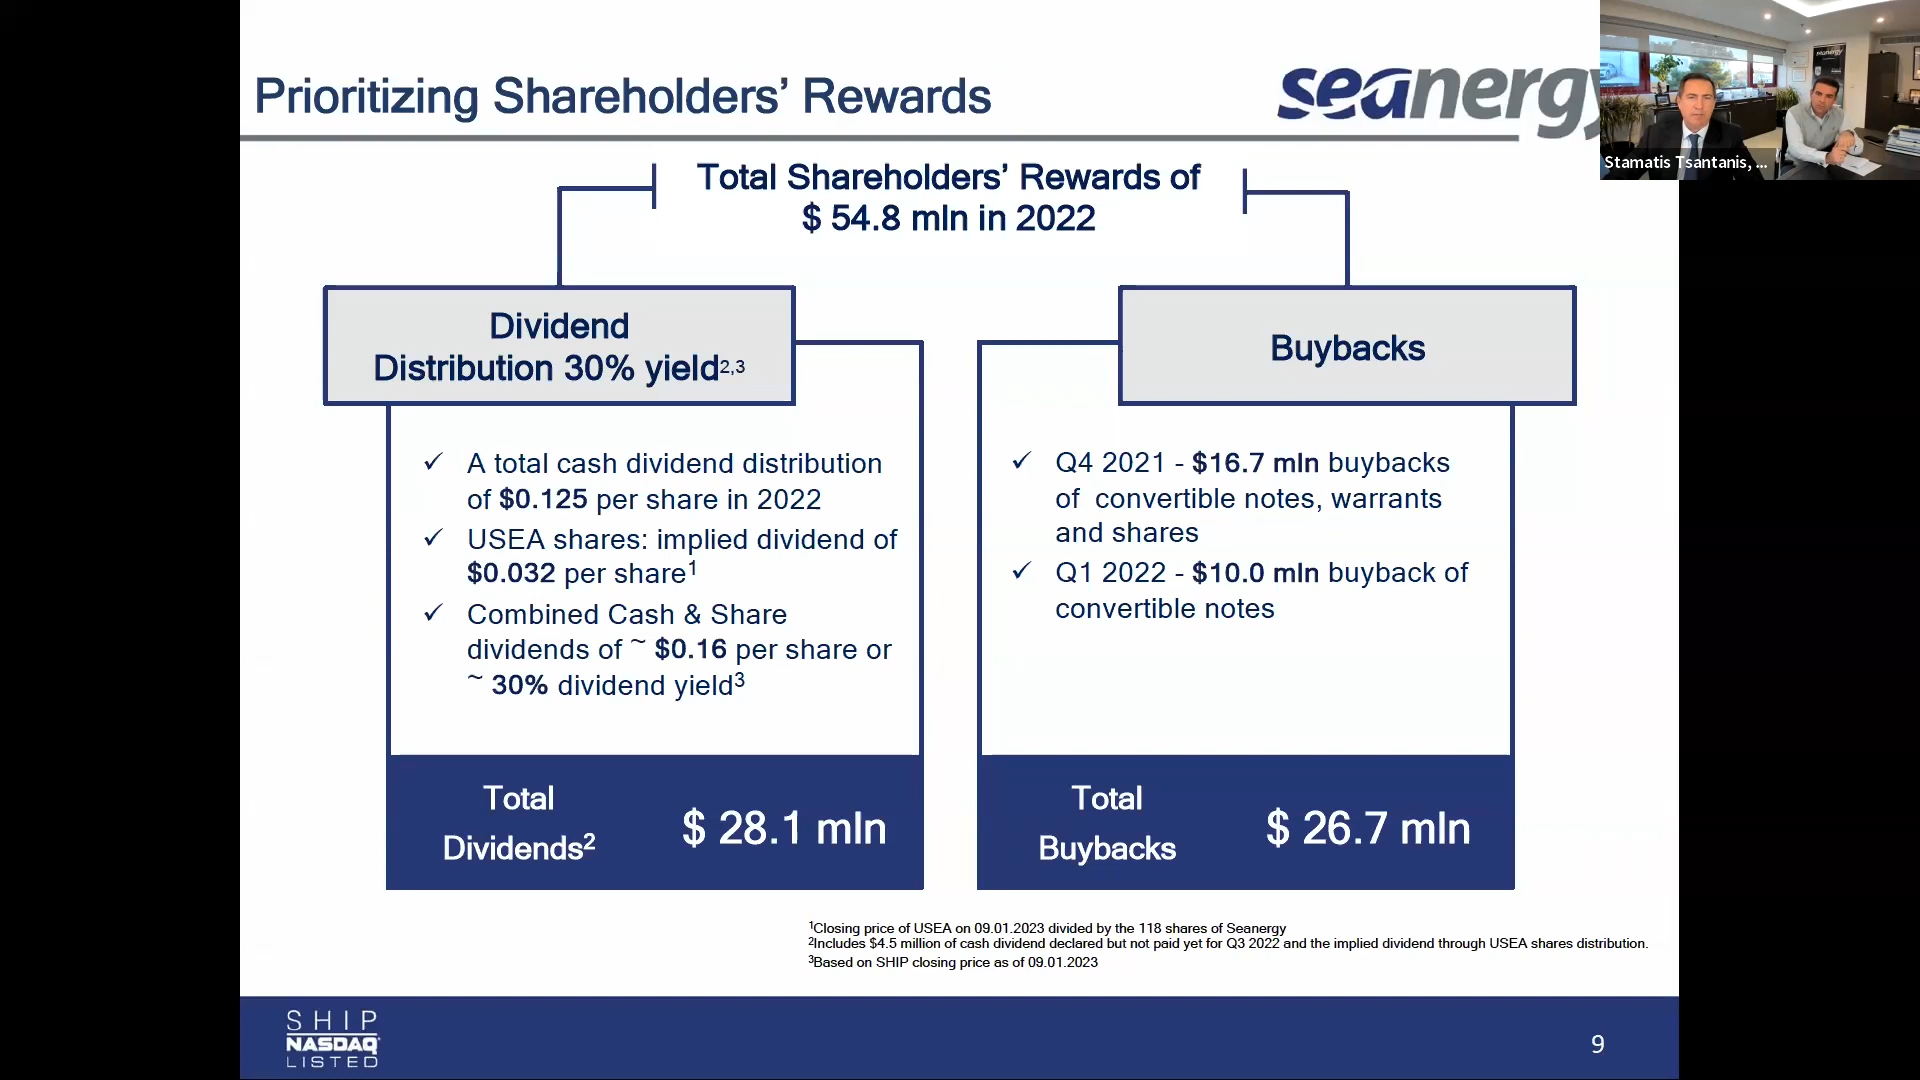 Prioritizing Shareholders’ Rewards
seanergy
Stamatis Tsantanis, ...
Total Shareholders’ Rewards of
$ 54.8 mln in 2022
Dividend
Distribution 30% yield2,3
✓ A total cash dividend distribution
of $0.125 per share in 2022
✓ USEA shares: implied dividend of
$0.032 per share1
✓ Combined Cash & Share
dividends of ~ $0.16 per share or
~ 30% dividend yield3
Total
Dividends2
$ 28.1 mln
Buybacks
✓ Q4 2021 - $16.7 mln buybacks
of convertible notes, warrants
and shares
✓ Q1 2022 - $10.0 mln buyback of
convertible notes
Total
Buybacks
$ 26.7 mln
1Closing price of USEA on 09.01.2023 divided by the 118 shares of Seanergy
2Includes $4.5 million of cash dividend declared but not paid yet for Q3 2022 and the implied dividend through USEA shares distribution.
3Based on SHIP closing price as of 09.01.2023
SHIP
NASDAQ
LISTED
9